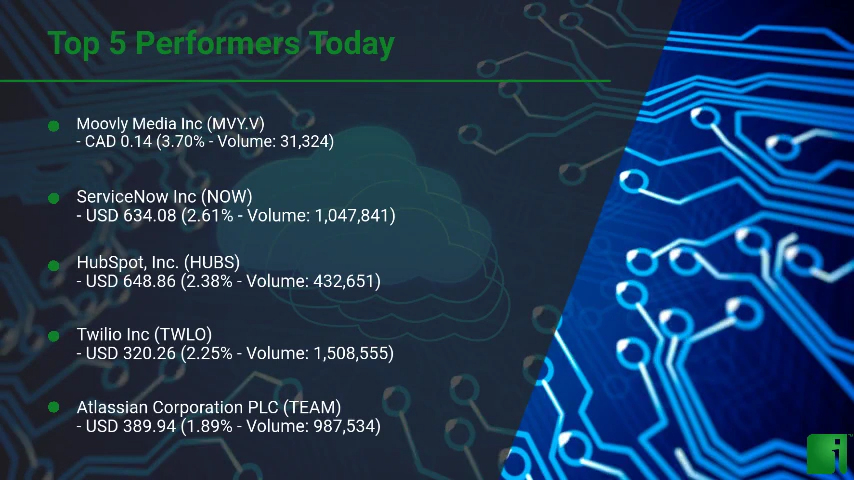 Top 5 Performers Today
Moovly Media Inc (MVY.V)
- CAD 0.14 (3.70% - Volume: 31,324)
ServiceNow Inc (NOW)
- USD 634.08 (2.61% - Volume: 1,047,841)
HubSpot, Inc. (HUBS)
- USD 648.86 (2.38% - Volume: 432,651)
Twilio Inc (TWLO)
- USD 320.26 (2.25% - Volume: 1,508,555)
Atlassian Corporation PLC (TEAM)
- USD 389.94 (1.89% - Volume: 987,534)
i